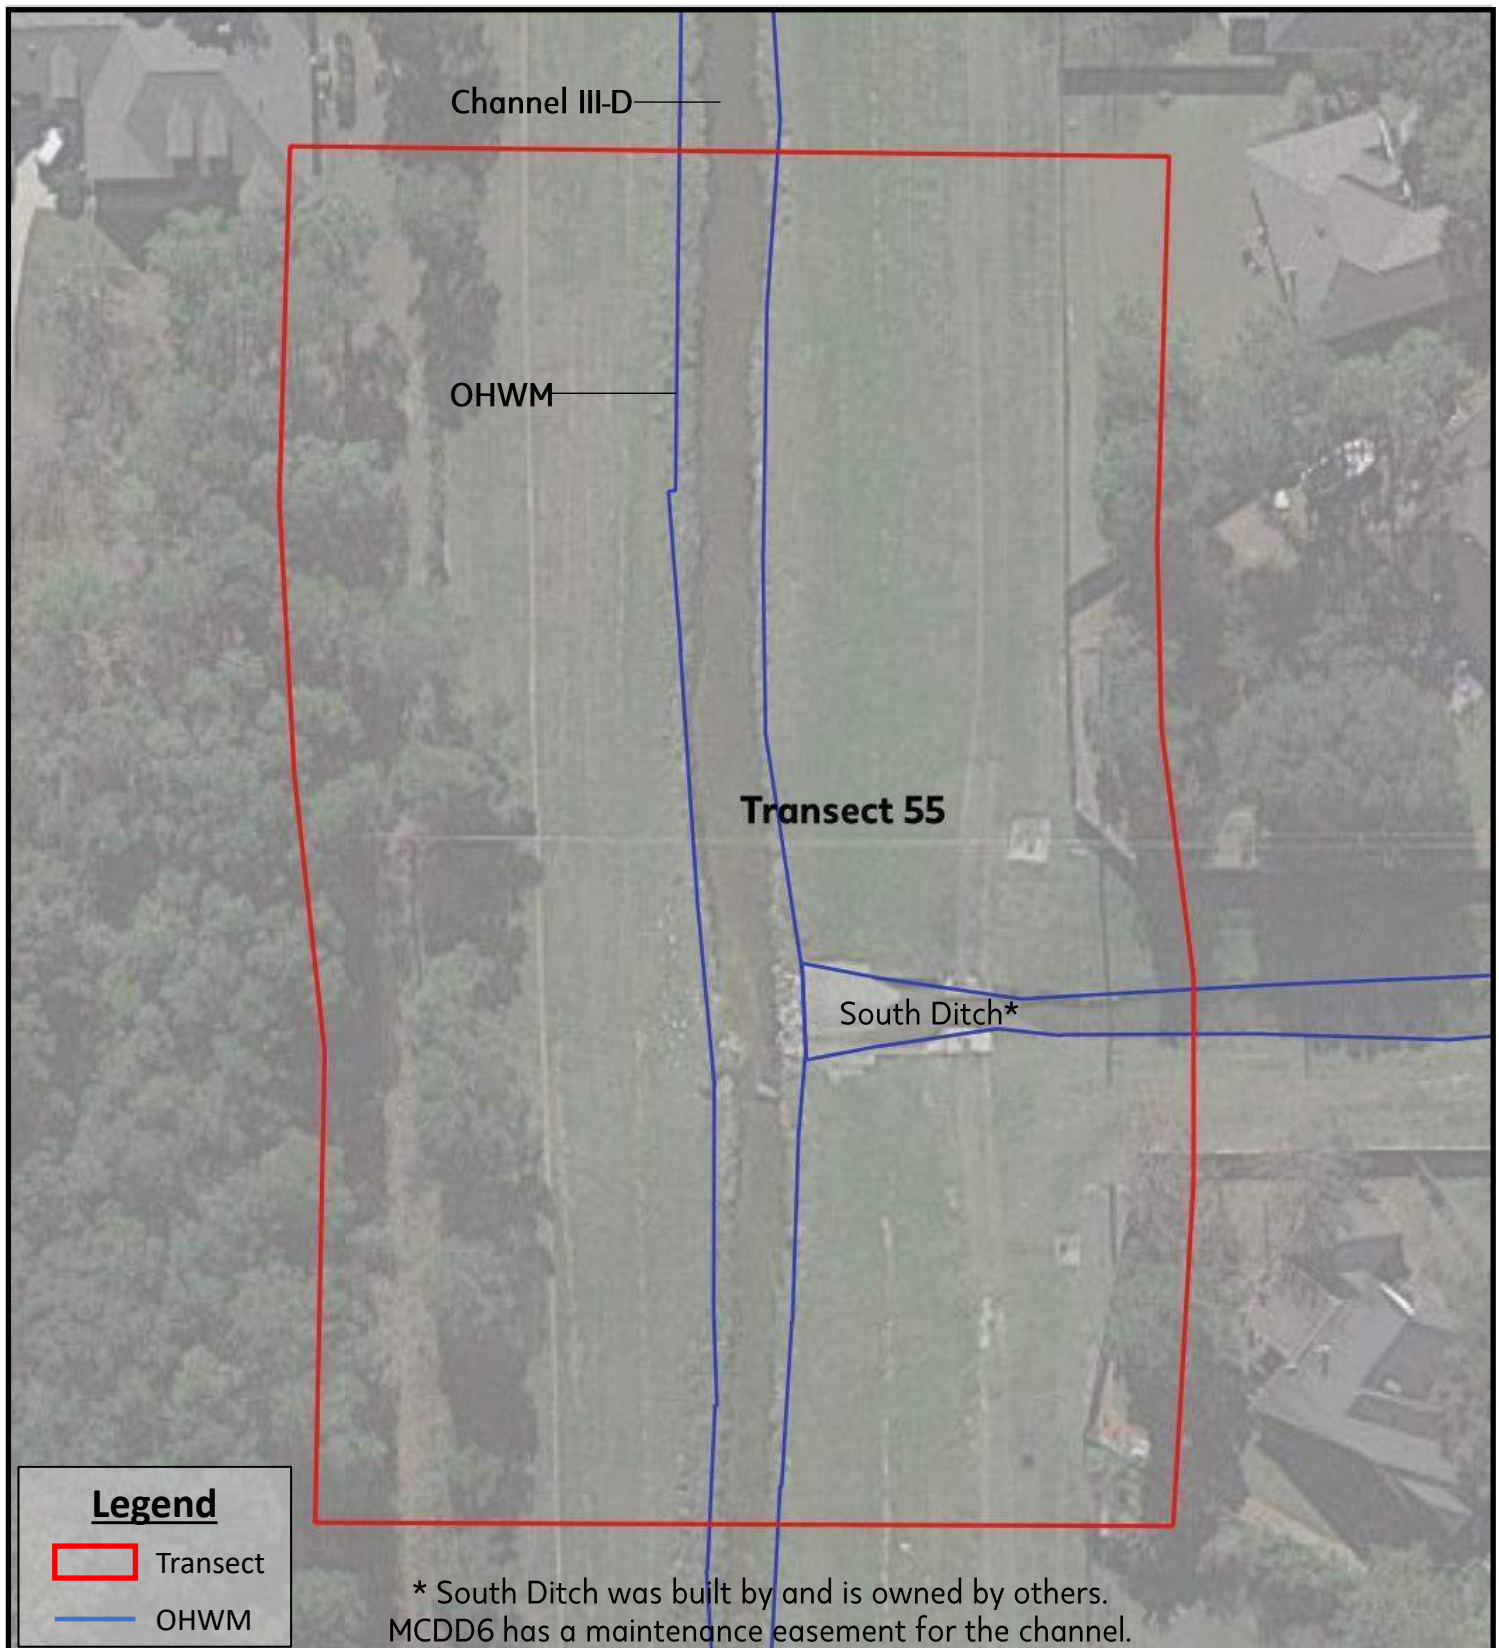 Channel III-D
OHWM
Transect 55
South Ditch*
Legend
Transect
OHWM
* South Ditch was built by and is owned by others.
MCDD6 has a maintenance easement for the channel.